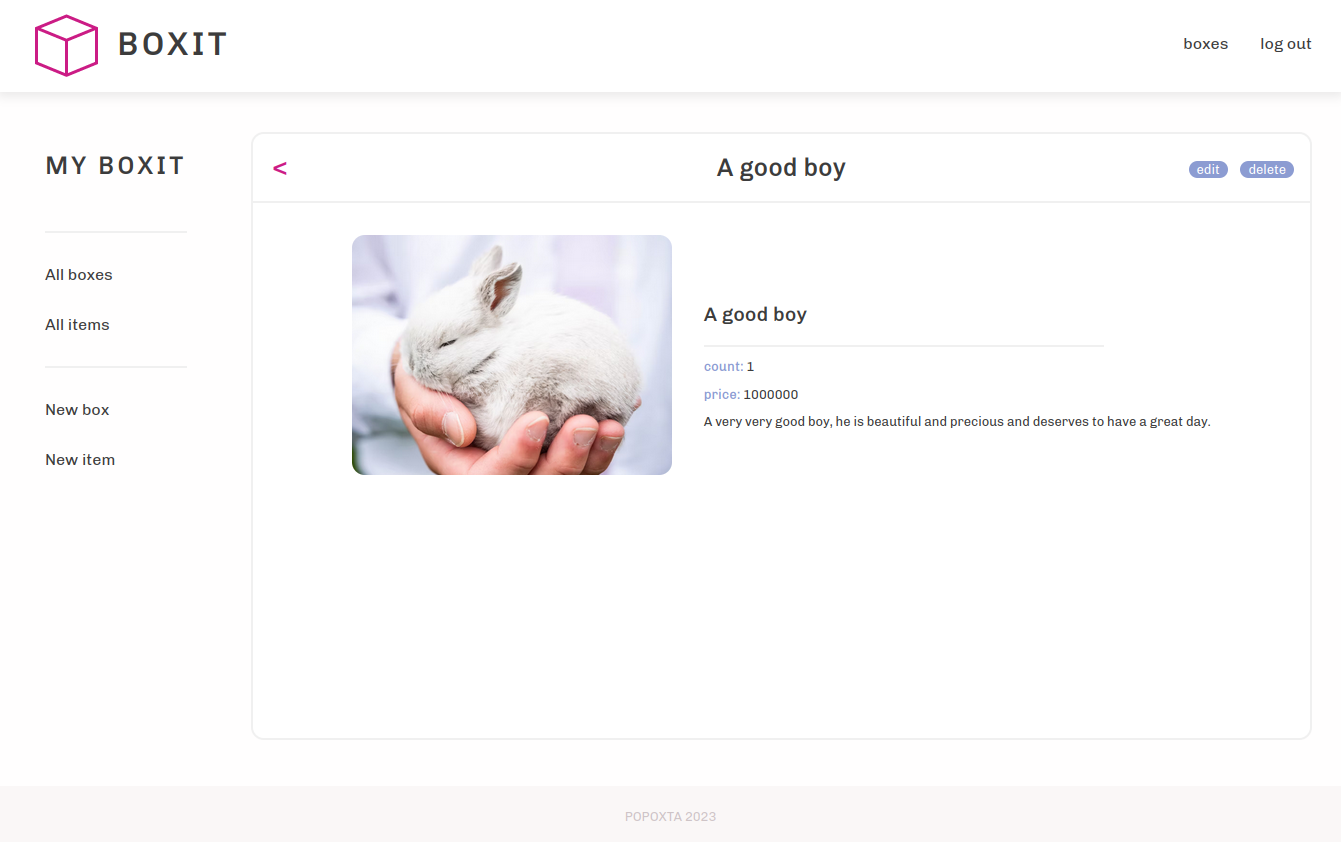 BOXIT
boxes
log out
MY BOXIT
All boxes
All items
New box
New item
<
A good boy
edit
delete
A good boy
count: 1
price: 1000000
A very very good boy, he is beautiful and precious and deserves to have a great day.
POPOXTA 2023